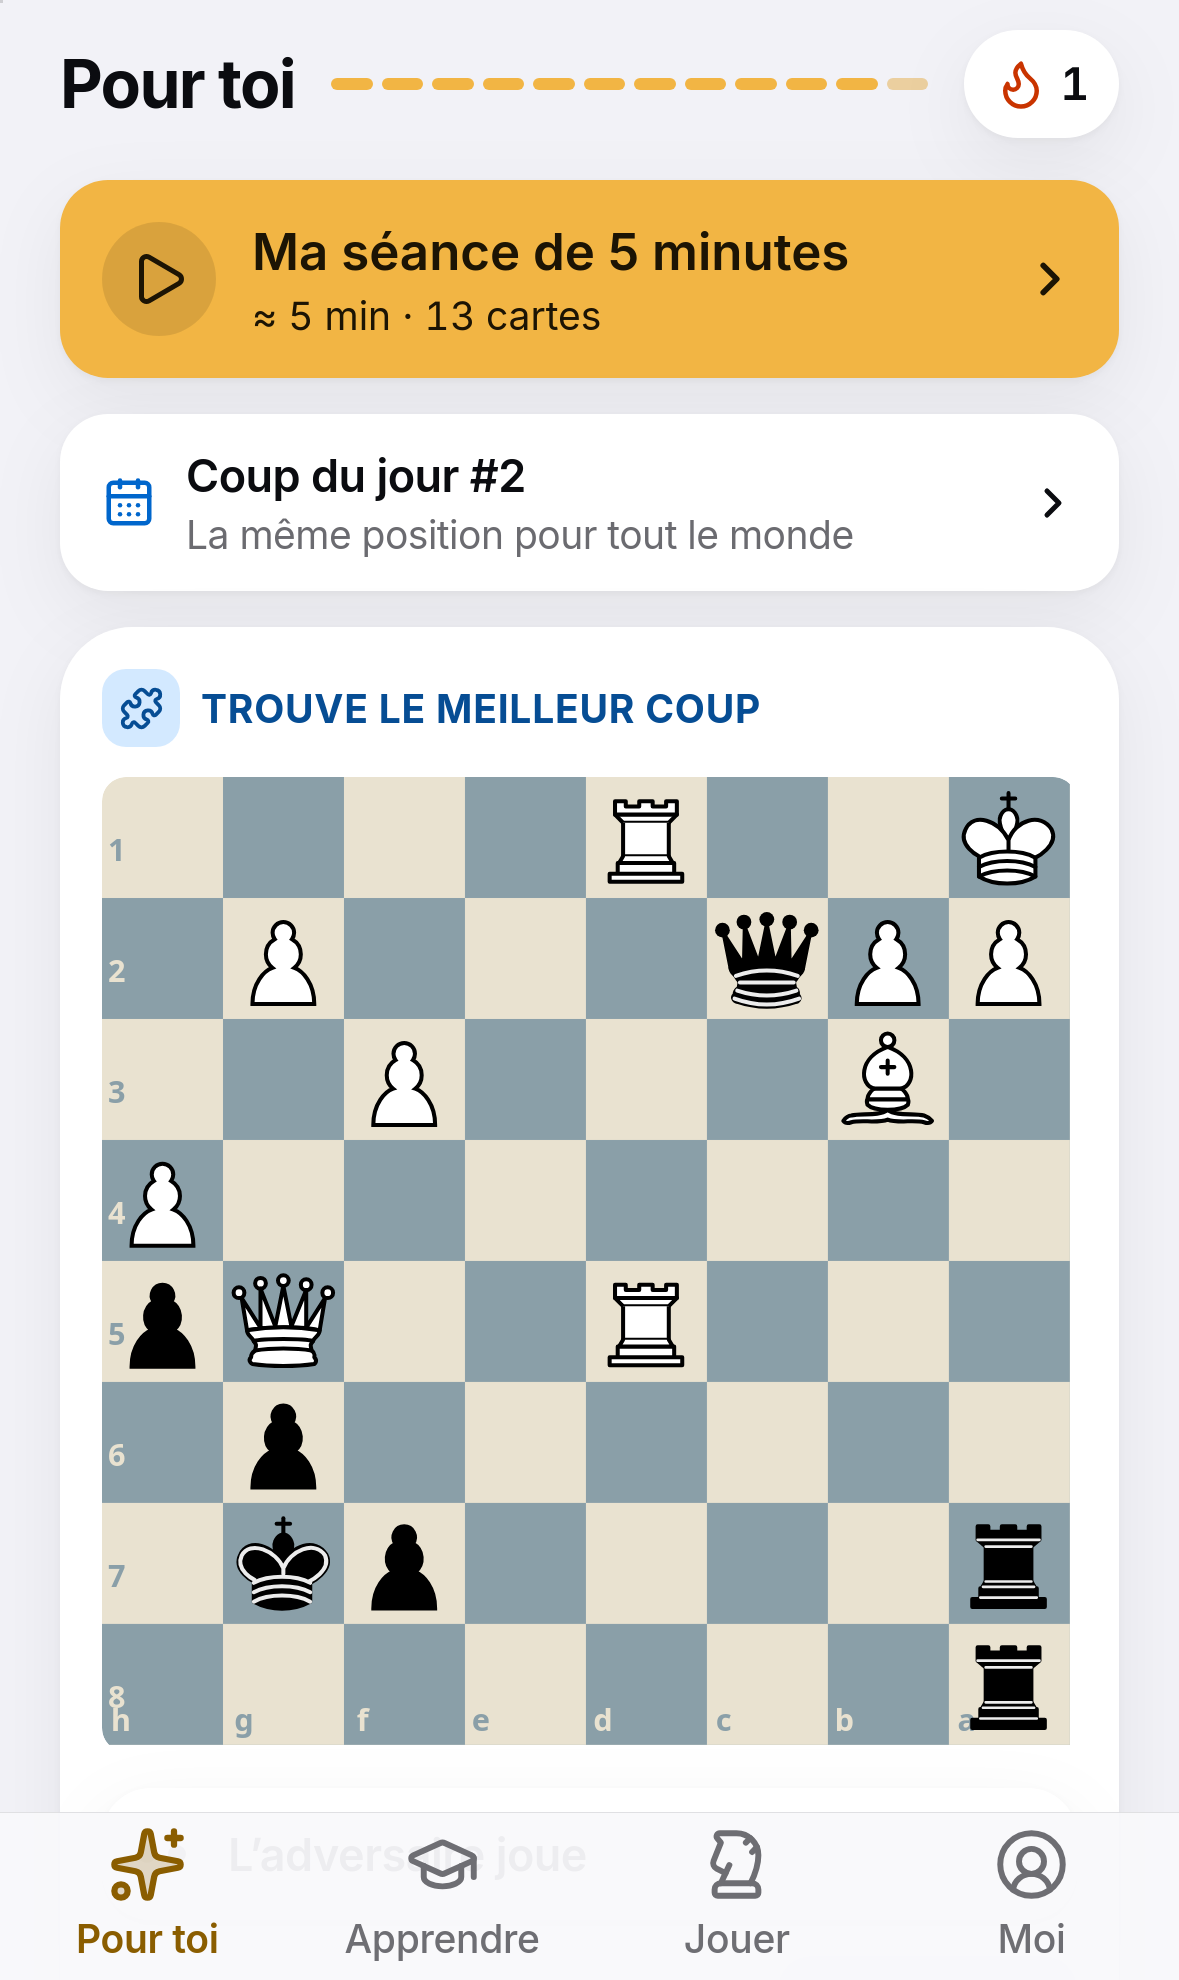 Pour toi
1
Ma séance de 5 minutes
≈ 5 min · 13 cartes
Coup du jour #2
La même position pour tout le monde
TROUVE LE MEILLEUR COUP
1
2
3
4
5
6
7
8
h g f e d c b a
L'adversaire joue
Pour toi Apprendre Jouer Moi